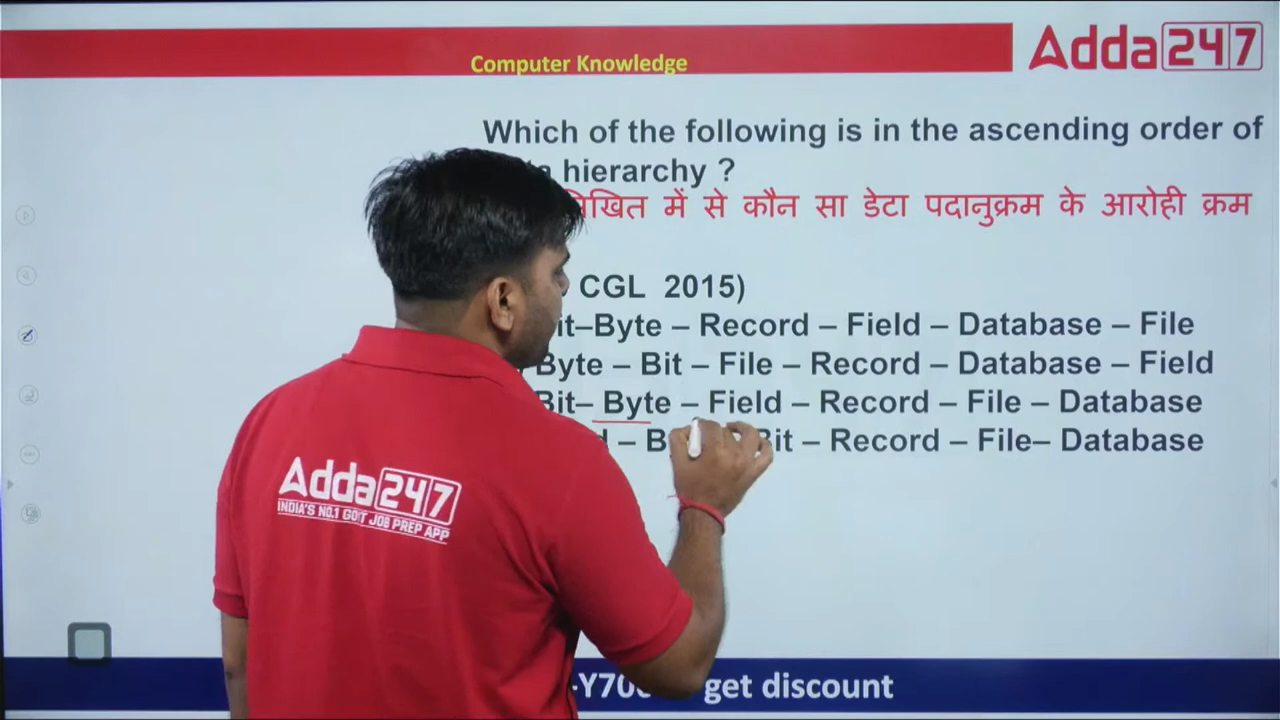 Adda247
Computer Knowledge
Which of the following is in the ascending order of
hierarchy ?
में से कौन सा डेटा पदानुक्रम के आरोही क्रम
CGL 2015)
Byte – Record – Field – Database – File
Byte – Bit – File – Record – Database – Field
Bit– Byte – Field – Record – File – Database
Bit – Record – File– Database
Adda247
INDIA'S NO.1 GOVT JOB PREP APP
get discount